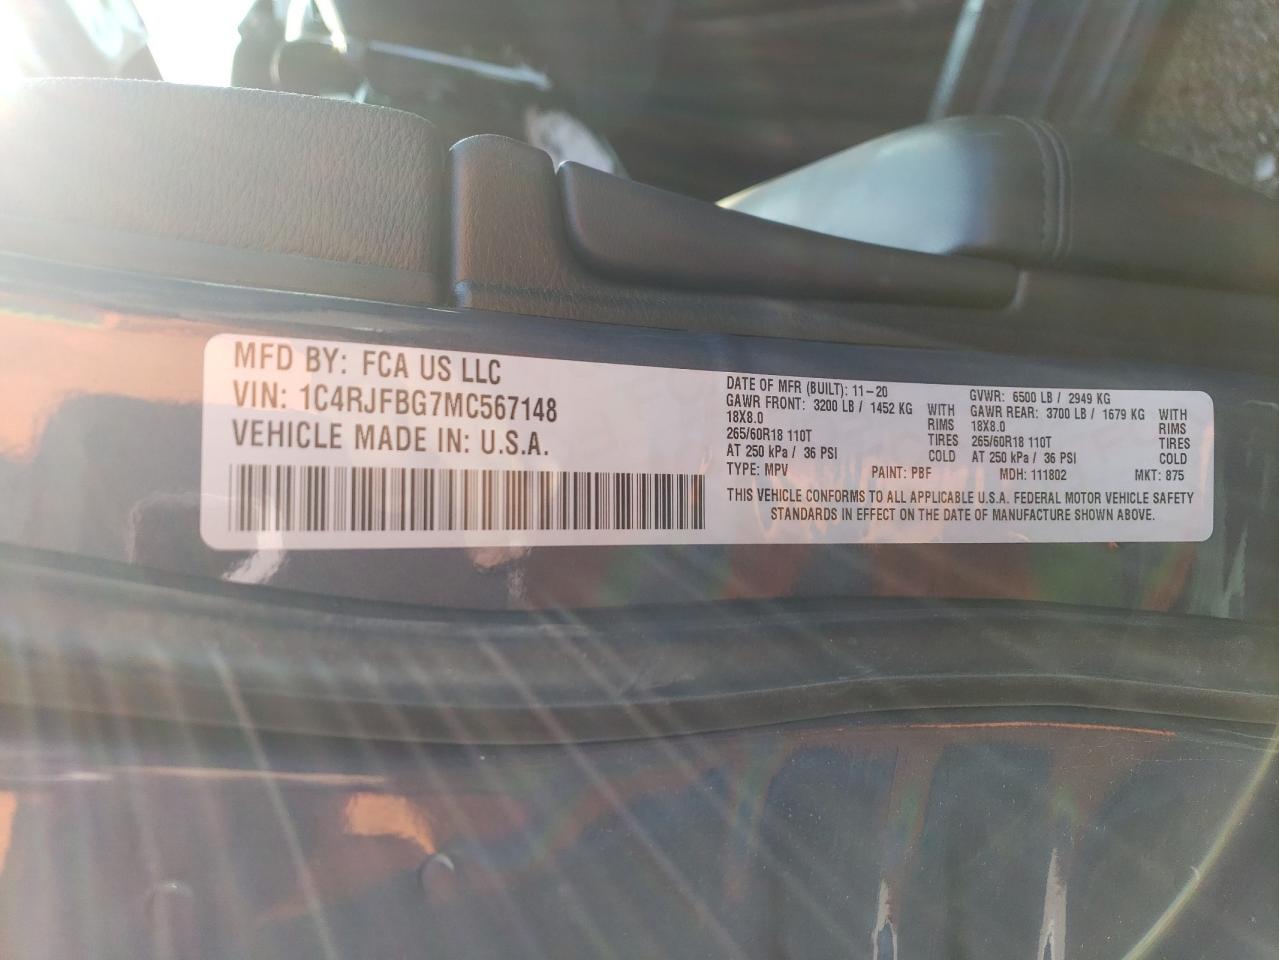 MFD BY: FCA US LLC
VIN: 1C4RJFBG7MC567148
VEHICLE MADE IN: U.S.A.
DATE OF MFR (BUILT): 11-20
GAWR FRONT: 3200 LB / 1452 KG WITH
18X8.0 RIMS
265/60R18 110T TIRES
AT 250 kPa / 36 PSI COLD
TYPE: MPV PAINT: PBF
GVWR: 6500 LB / 2949 KG
GAWR REAR: 3700 LB / 1679 KG WITH
18X8.0 RIMS
265/60R18 110T TIRES
AT 250 kPa / 36 PSI COLD
MDH: 111802 MKT: 875
THIS VEHICLE CONFORMS TO ALL APPLICABLE U.S.A. FEDERAL MOTOR VEHICLE SAFETY
STANDARDS IN EFFECT ON THE DATE OF MANUFACTURE SHOWN ABOVE.